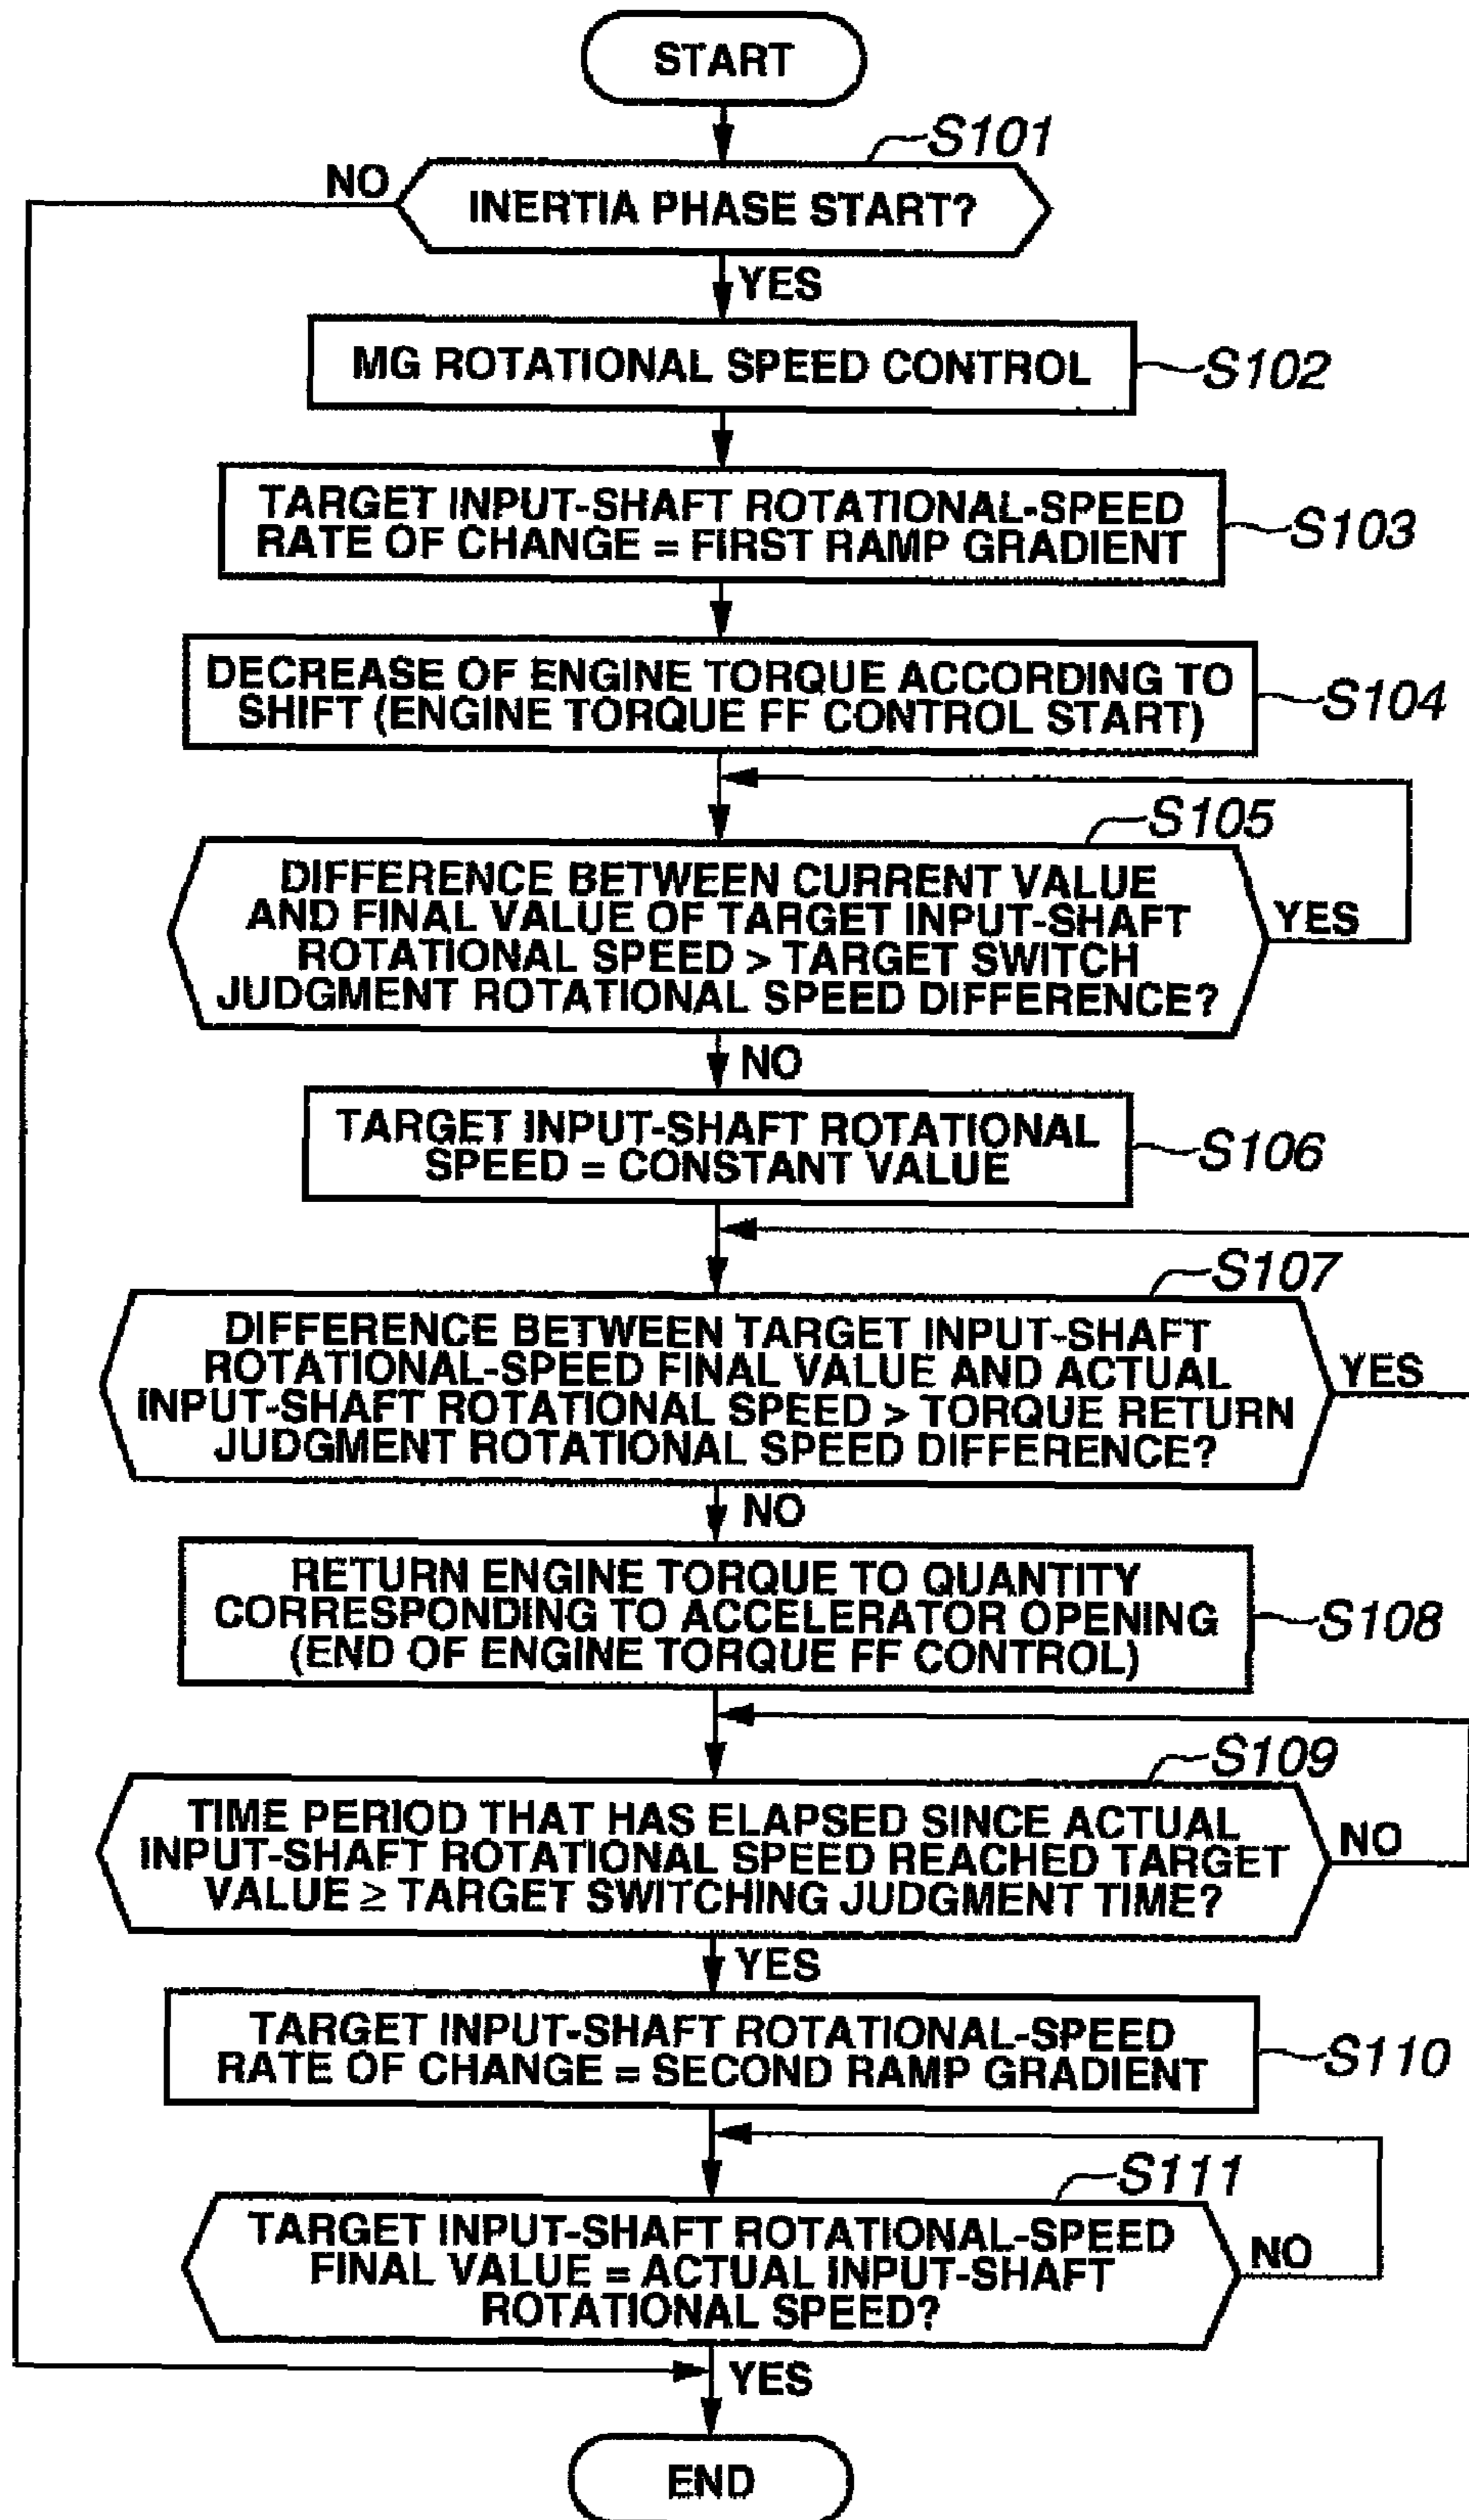 START
S101
NO
INERTIA PHASE START?
YES
MG ROTATIONAL SPEED CONTROL
S102
TARGET INPUT-SHAFT ROTATIONAL-SPEED
RATE OF CHANGE = FIRST RAMP GRADIENT
S103
DECREASE OF ENGINE TORQUE ACCORDING TO
SHIFT (ENGINE TORQUE FF CONTROL START)
S104
S105
DIFFERENCE BETWEEN CURRENT VALUE
AND FINAL VALUE OF TARGET INPUT-SHAFT
ROTATIONAL SPEED > TARGET SWITCH
JUDGMENT ROTATIONAL SPEED DIFFERENCE?
YES
NO
TARGET INPUT-SHAFT ROTATIONAL
SPEED = CONSTANT VALUE
S106
S107
DIFFERENCE BETWEEN TARGET INPUT-SHAFT
ROTATIONAL-SPEED FINAL VALUE AND ACTUAL
INPUT-SHAFT ROTATIONAL SPEED > TORQUE RETURN
JUDGMENT ROTATIONAL SPEED DIFFERENCE?
YES
NO
RETURN ENGINE TORQUE TO QUANTITY
CORRESPONDING TO ACCELERATOR OPENING
(END OF ENGINE TORQUE FF CONTROL)
S108
S109
TIME PERIOD THAT HAS ELAPSED SINCE ACTUAL
INPUT-SHAFT ROTATIONAL SPEED REACHED TARGET
VALUE ≥ TARGET SWITCHING JUDGMENT TIME?
NO
YES
TARGET INPUT-SHAFT ROTATIONAL-SPEED
RATE OF CHANGE = SECOND RAMP GRADIENT
S110
S111
TARGET INPUT-SHAFT ROTATIONAL-SPEED
FINAL VALUE = ACTUAL INPUT-SHAFT
ROTATIONAL SPEED?
NO
YES
END